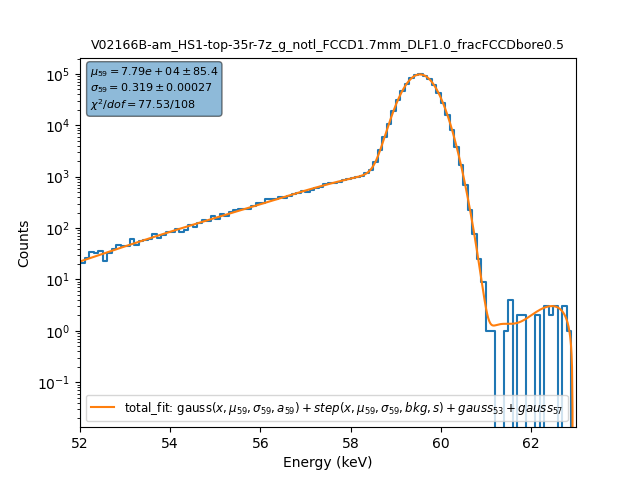 V02166B-am_HS1-top-35r-7z_g_notl_FCCD1.7mm_DLF1.0_fracFCCDbore0.5
μ₅₉ = 7.79e + 04 ± 85.4
σ₅₉ = 0.319 ± 0.00027
χ²/dof = 77.53/108
10⁵
10⁴
10³
10²
10¹
10⁰
10⁻¹
Counts
total_fit: gauss(x, μ₅₉, σ₅₉, a₅₉) + step(x, μ₅₉, σ₅₉, bkg, s) + gauss₅₃ + gauss₅₇
52 54 56 58 60 62
Energy (keV)